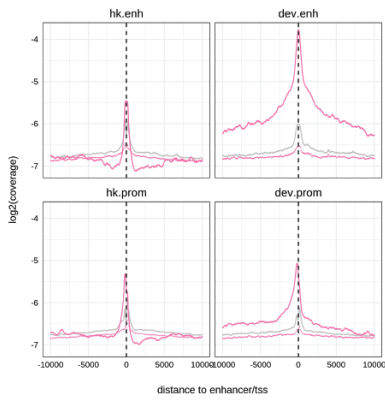 hk.enh
dev.enh
-4
-5
-6
-7
hk.prom
dev.prom
-4
-5
-6
-7
log2(coverage)
-10000
-5000
0
5000
10000
-5000
0
5000
10000
distance to enhancer/tss